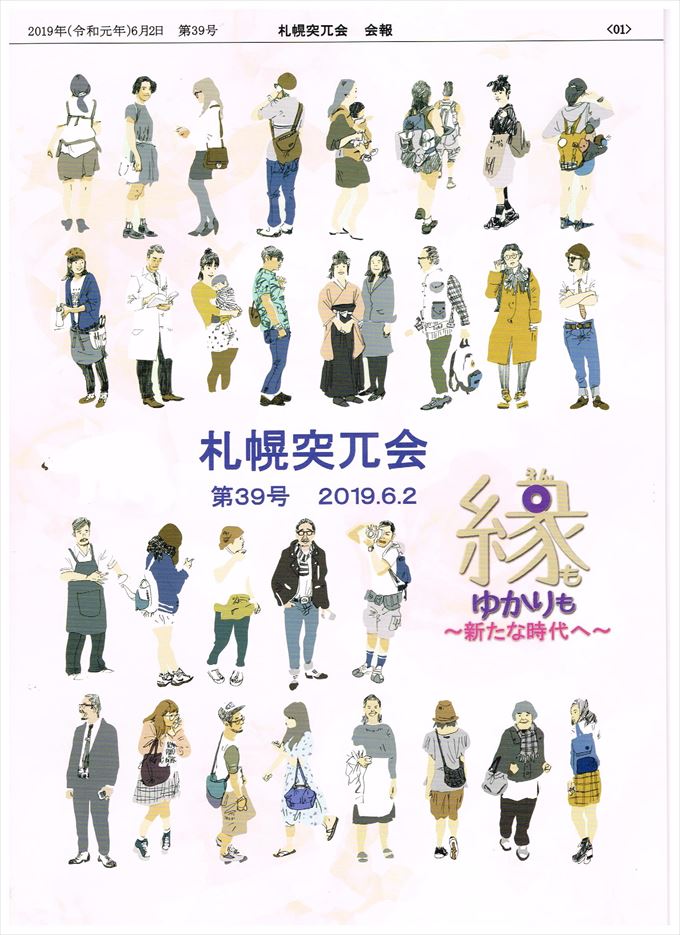 2019年(令和元年)6月2日 第39号 札幌突兀会 会報 <01>
札幌突兀会
第39号 2019.6.2
えん
縁も
ゆかりも
~新たな時代へ~